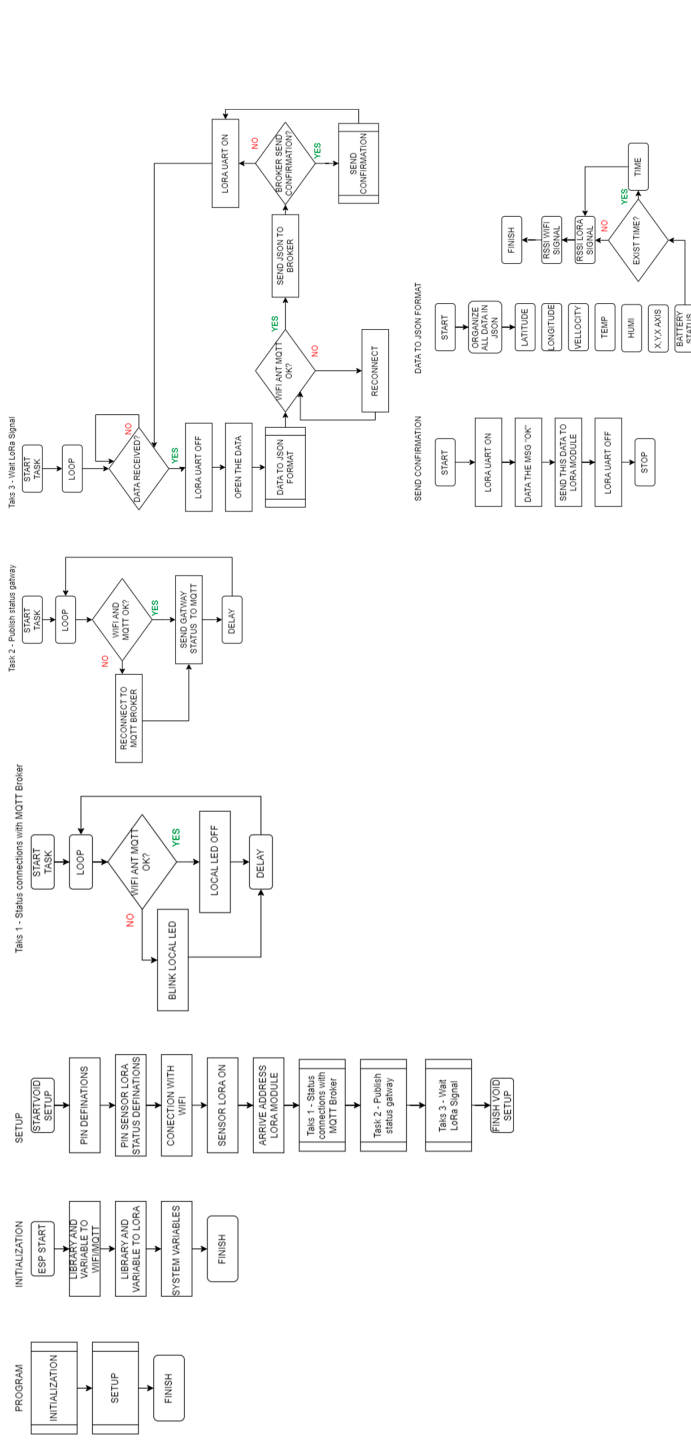 PROGRAM
INITIALIZATION
SETUP
FINISH
INITIALIZATION
ESP START
LIBRARY AND
VARIABLE TO
WIFI/MQTT
LIBRARY AND
VARIABLE TO LORA
SYSTEM VARIABLES
FINISH
SETUP
STARTVOID
SETUP
PIN DEFINATIONS
PIN SENSOR LORA
STATUS DEFINATIONS
CONECTION WITH
WIFI
SENSOR LORA ON
ARRIVE ADDRESS
LORA MODULE
Taks 1 - Status
connections with
MQTT Broker
Task 2 - Publish
status gatway
Taks 3 - Wait
LoRa Signal
FINSH VOID
SETUP
Taks 1 - Status connections with MQTT Broker
START
TASK
LOOP
WIFI ANT MQTT
OK?
NO
YES
BLINK LOCAL LED
LOCAL LED OFF
DELAY
Task 2 - Publish status gatway
START
TASK
LOOP
WIFI AND
MQTT OK?
NO
YES
RECONNECT TO
MQTT BROKER
SEND GATWAY
STATUS TO MQTT
DELAY
Taks 3 - Wait LoRa Signal
START
TASK
LOOP
DATA RECEIVED?
NO
YES
LORA UART OFF
OPEN THE DATA
DATA TO JSON
FORMAT
WIFI ANT MQTT
OK?
YES
NO
RECONNECT
SEND JSON TO
BROKER
BROKER SEND
CONFIRMATION?
NO
YES
LORA UART ON
SEND
CONFIRMATION
SEND CONFIRMATION
START
LORA UART ON
DATA THE MSG "OK"
SEND THIS DATA TO
LORA MODULE
LORA UART OFF
STOP
DATA TO JSON FORMAT
START
ORGANIZE
ALL DATA IN
JSON
LATITUDE
LONGITUDE
VELLOCITY
TEMP
HUMI
X,Y,X AXIS
BATTERY
STATUS
EXIST TIME?
YES
NO
TIME
RSSI LORA
SIGNAL
RSSI WIFI
SIGNAL
FINISH